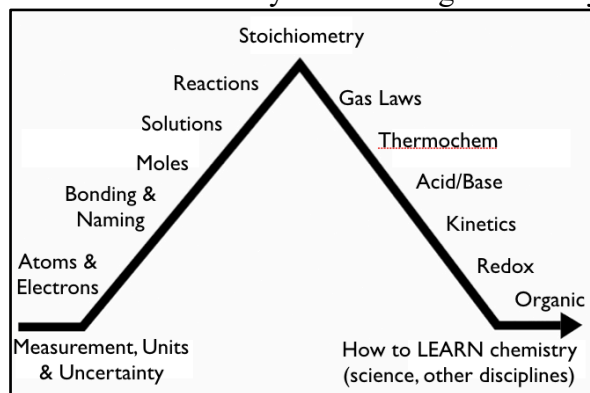 Stoichiometry
Reactions
Gas Laws
Solutions
Thermochem
Moles
Acid/Base
Bonding &
Naming
Kinetics
Atoms &
Electrons
Redox
Organic
Measurement, Units
& Uncertainty
How to LEARN chemistry
(science, other disciplines)